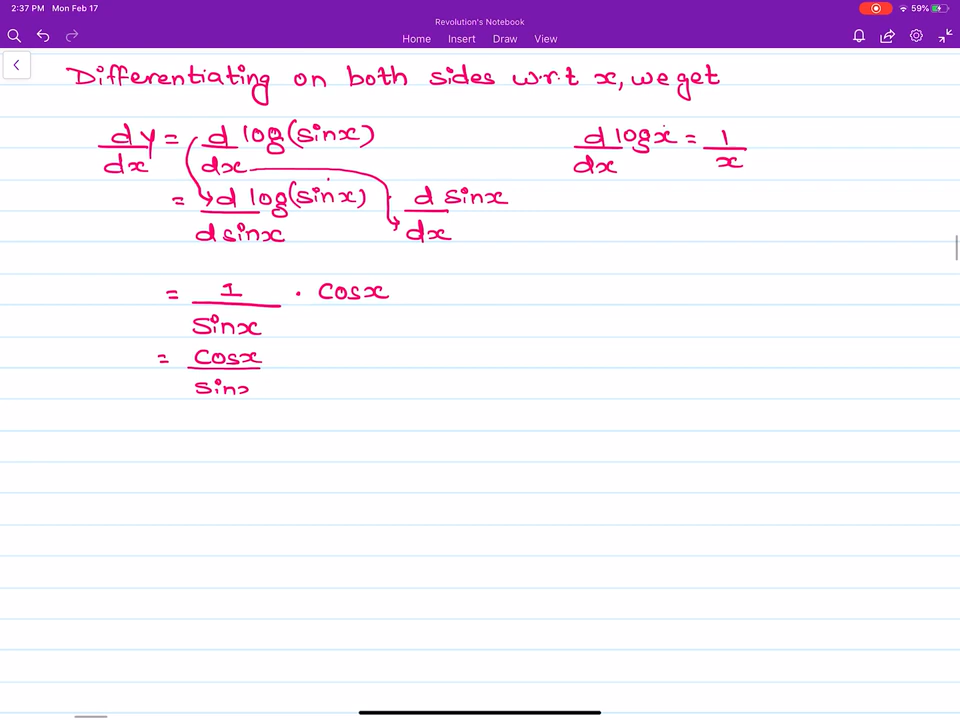 2:37 PM Mon Feb 17 59%
Revolution's Notebook
Home Insert Draw View
Differentiating on both sides w.r.t x, we get
dy/dx = d/dx log(sinx) d/dx logx = 1/x
= d/dsinx log(sinx) · d/dx sinx
= 1/sinx · cosx
= cosx/sinx